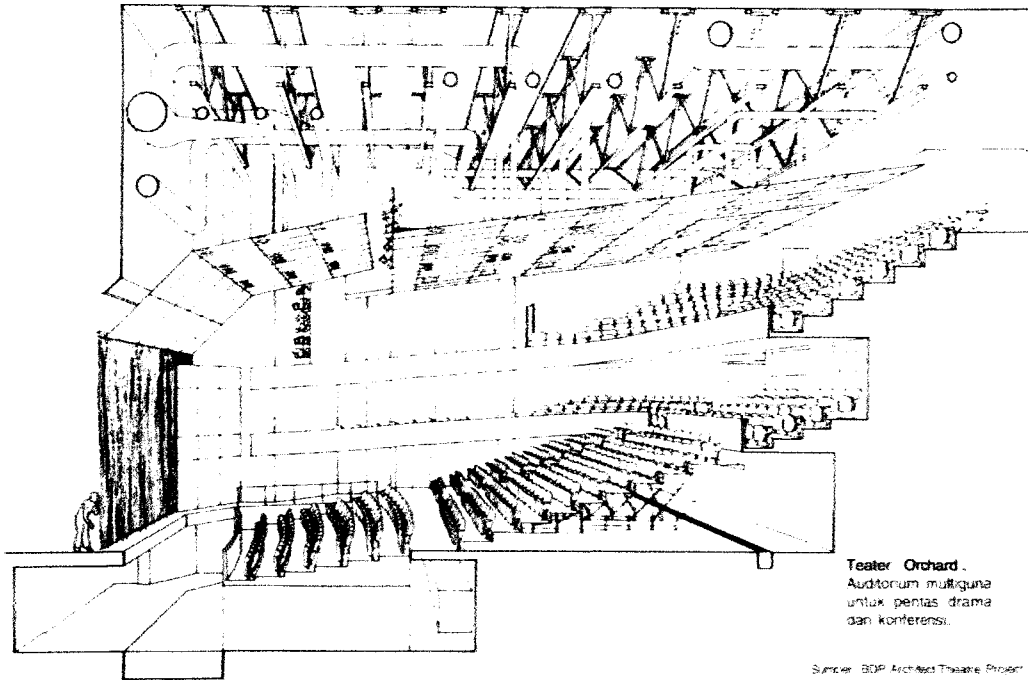 Teater Orchard.
Auditorium multiguna
untuk pentas drama
dan konferensi.
Sumber: BDP Architect Theatre Project